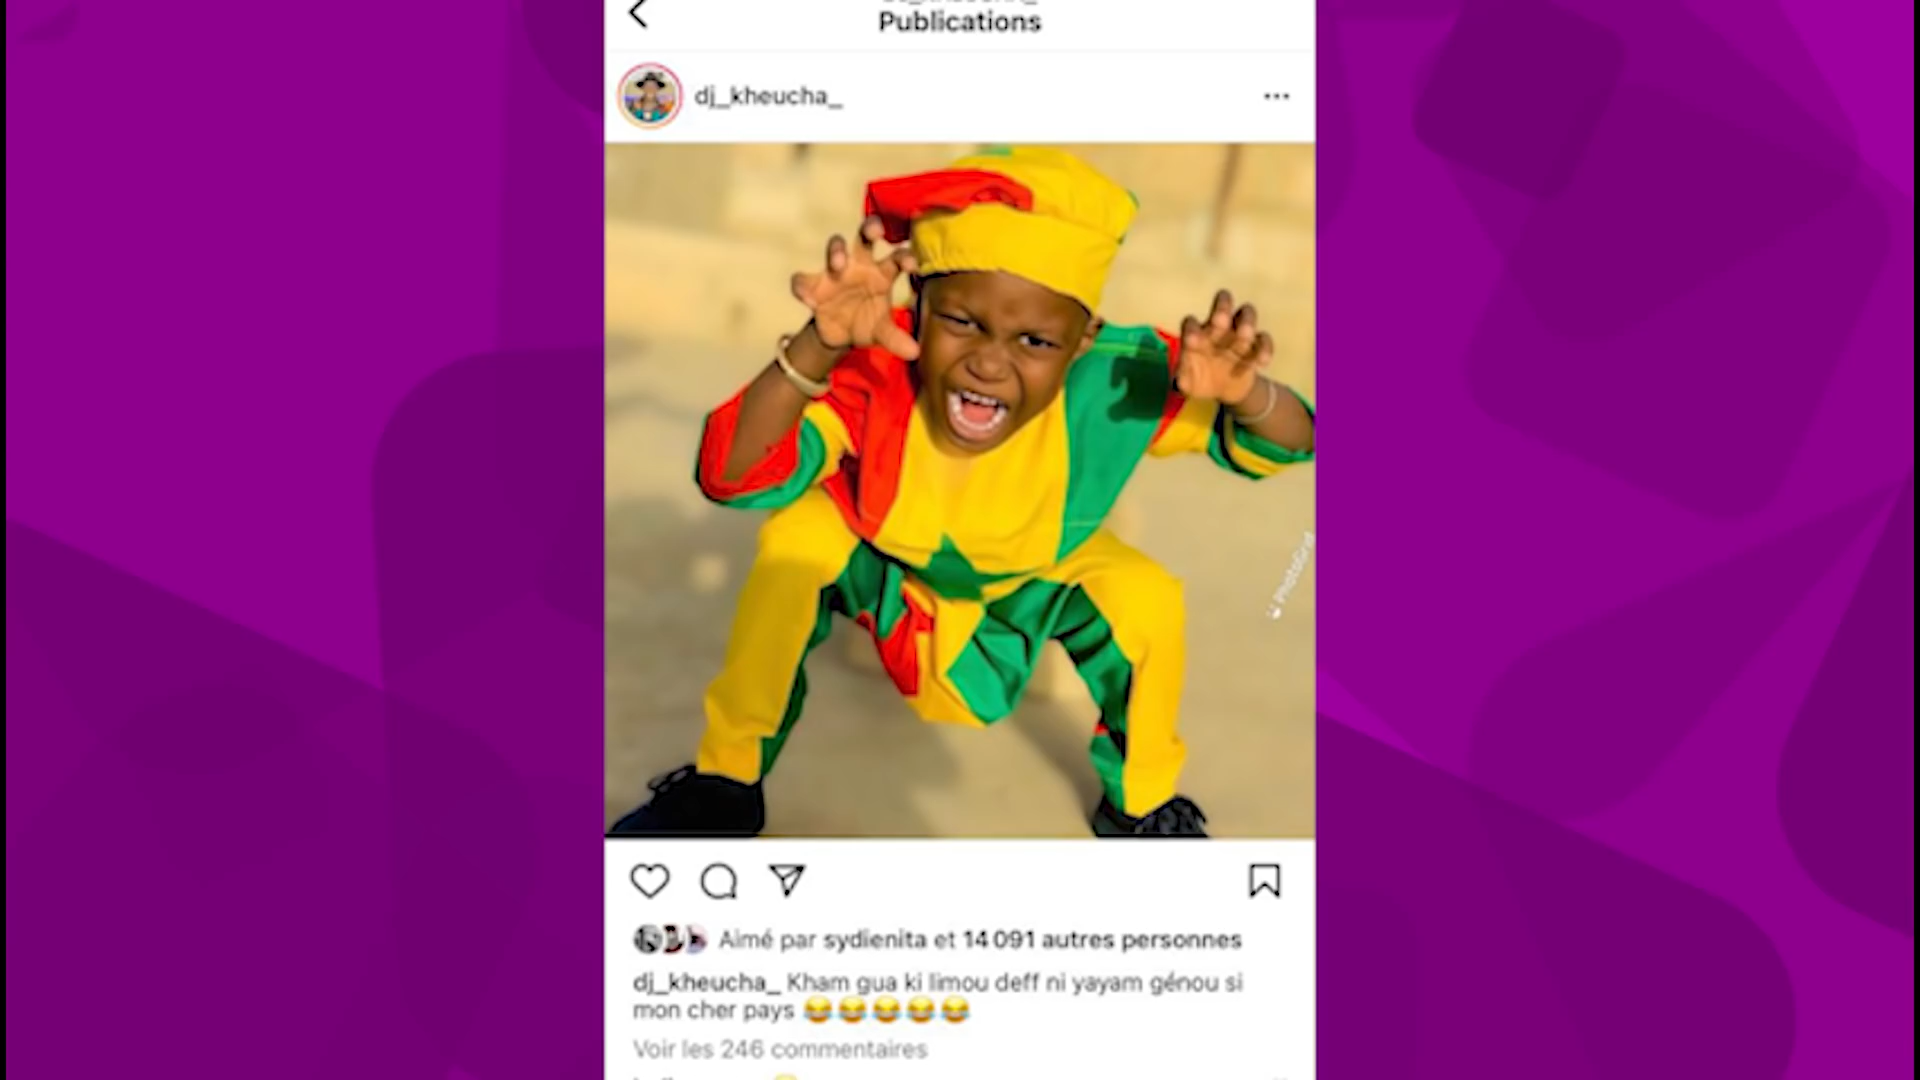 Publications
dj_kheucha_
PhotoGrid
Aimé par sydienita et 14 091 autres personnes
dj_kheucha_ Kham gua ki limou deff ni yayam génou si
mon cher pays 😂😂😂😂😂
Voir les 246 commentaires